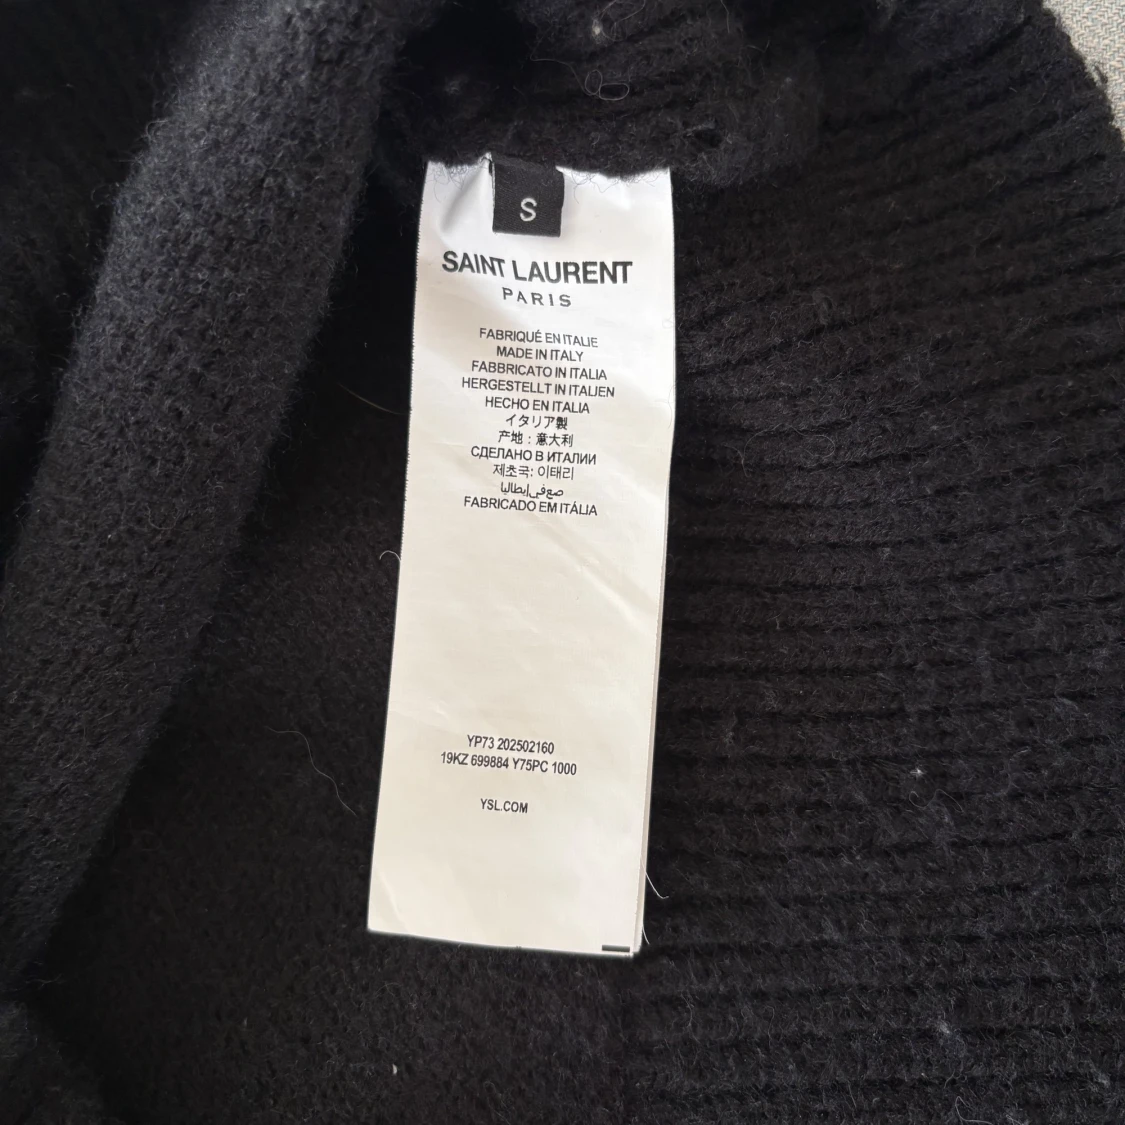 S
SAINT LAURENT
PARIS
FABRIQUÉ EN ITALIE
MADE IN ITALY
FABBRICATO IN ITALIA
HERGESTELLT IN ITALIEN
HECHO EN ITALIA
イタリア製
产地：意大利
СДЕЛАНО В ИТАЛИИ
제조국: 이태리
صنع في إيطاليا
FABRICADO EM ITÁLIA
YP73 202502160
19KZ 699884 Y75PC 1000
YSL.COM